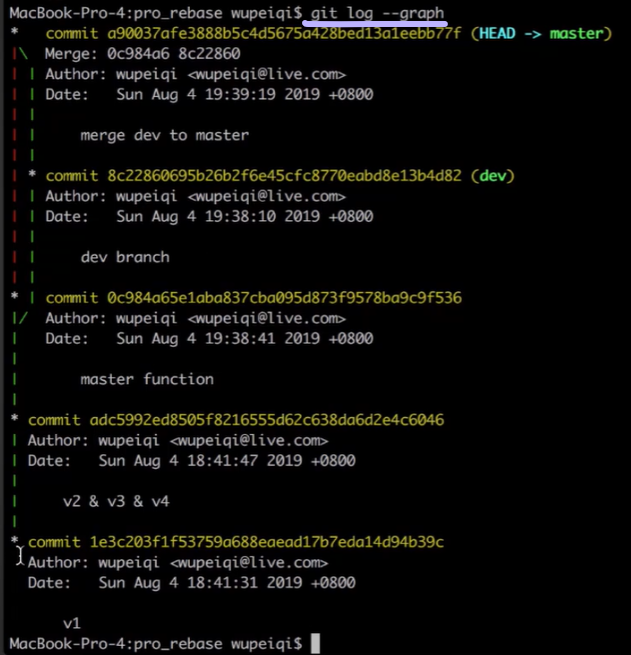 MacBook-Pro-4:pro_rebase wupeiqi$ git log --graph
*   commit a90037afe3888b5c4d5675a428bed13a1eebb77f (HEAD -> master)
|\  Merge: 0c984a6 8c22860
| | Author: wupeiqi <wupeiqi@live.com>
| | Date:   Sun Aug 4 19:39:19 2019 +0800
| |
| |     merge dev to master
| |
| * commit 8c22860695b26b2f6e45cfc8770eabd8e13b4d82 (dev)
| | Author: wupeiqi <wupeiqi@live.com>
| | Date:   Sun Aug 4 19:38:10 2019 +0800
| |
| |     dev branch
| |
* | commit 0c984a65e1aba837cba095d873f9578ba9c9f536
|/  Author: wupeiqi <wupeiqi@live.com>
|   Date:   Sun Aug 4 19:38:41 2019 +0800
|
|       master function
|
* commit adc5992ed8505f8216555d62c638da6d2e4c6046
| Author: wupeiqi <wupeiqi@live.com>
| Date:   Sun Aug 4 18:41:47 2019 +0800
|
|     v2 & v3 & v4
|
* commit 1e3c203f1f53759a688eaead17b7eda14d94b39c
  Author: wupeiqi <wupeiqi@live.com>
  Date:   Sun Aug 4 18:41:31 2019 +0800

      v1
MacBook-Pro-4:pro_rebase wupeiqi$